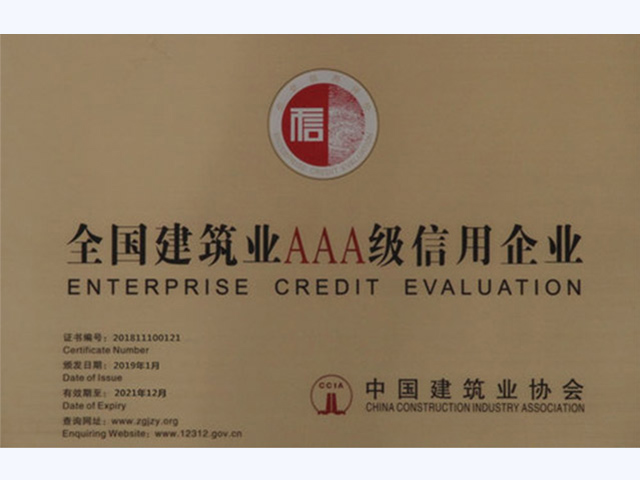 信
ENTERPRISE CREDIT EVALUATION
全国建筑业AAA级信用企业
ENTERPRISE CREDIT EVALUATION
证书编号：201811100121
Certificate Number
颁发日期：2019年1月
Date of Issue
有效期至：2021年12月
Date of Expiry
查询网址：www.zgjzy.org
Enquiring Website：www.12312.gov.cn
CCIA
中国建筑业协会
CHINA CONSTRUCTION INDUSTRY ASSOCIATION